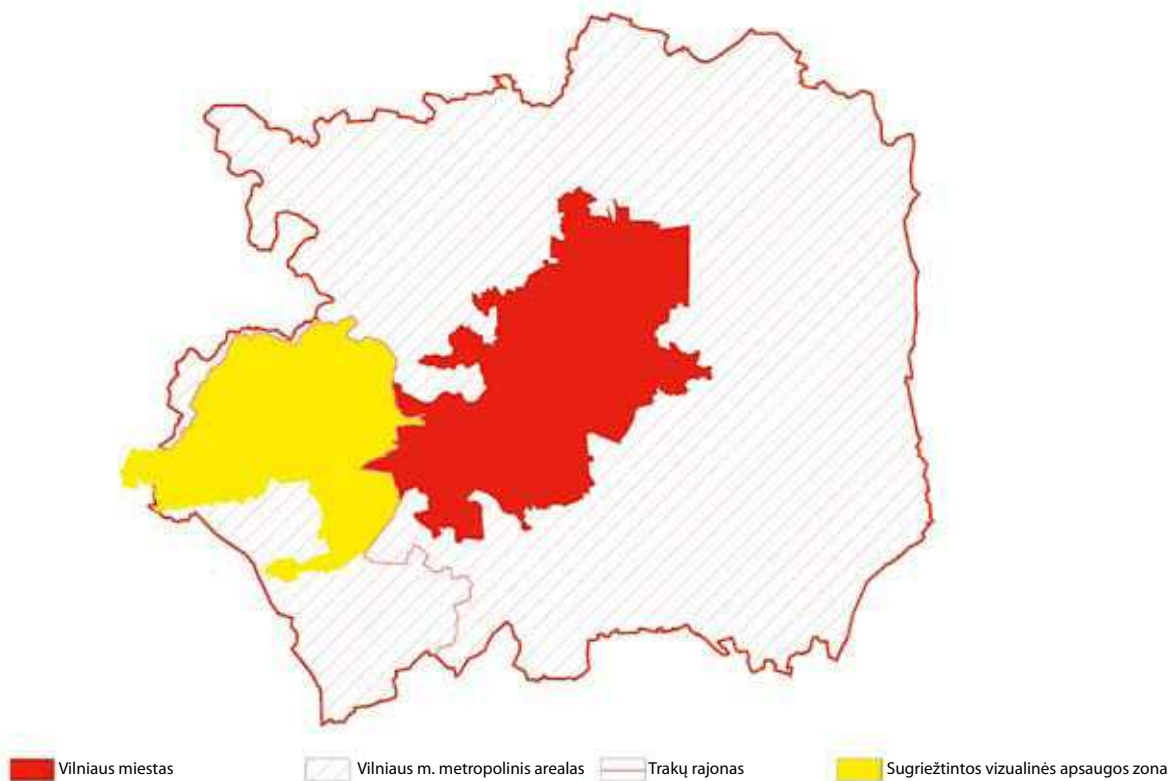 Vilniaus miestas
Vilniaus m. metropolinis arealas
Trakų rajonas
Sugriežtintos vizualinės apsaugos zona